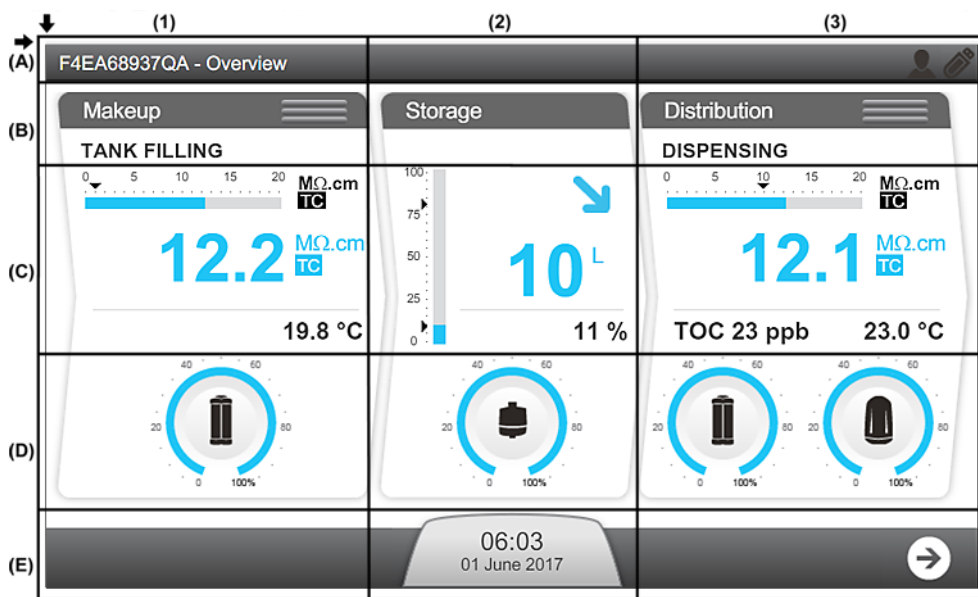 (1) (2) (3)
(A) F4EA68937QA - Overview B
(B) Makeup Storage Distribution
TANK FILLING DISPENSING
0 5 10 15 20 MΩ.cm 100 0 5 10 15 20 MΩ.cm
TC TC
75
(C) 12.2 MΩ.cm TC 50 10 L 12.1 MΩ.cm TC
25
19.8 °C 0 11 % TOC 23 ppb 23.0 °C
40 60 40 60 40 60 40 60
(D) 20 80 20 80 20 80 20 80
0 100% 0 100% 0 100% 0 100%
06:03
(E) 01 June 2017